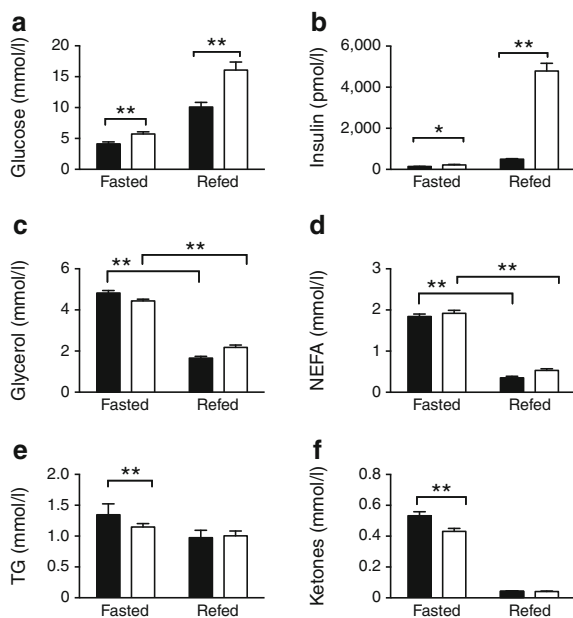 a
Glucose (mmol/l)
20
15
10
5
0
**
**
Fasted
Refed
b
Insulin (pmol/l)
6,000
4,000
2,000
0
*
**
Fasted
Refed
c
Glycerol (mmol/l)
6
4
2
0
**
**
Fasted
Refed
d
NEFA (mmol/l)
3
2
1
0
**
**
Fasted
Refed
e
TG (mmol/l)
2.0
1.5
1.0
0.5
0
**
Fasted
Refed
f
Ketones (mmol/l)
0.8
0.6
0.4
0.2
0
**
Fasted
Refed